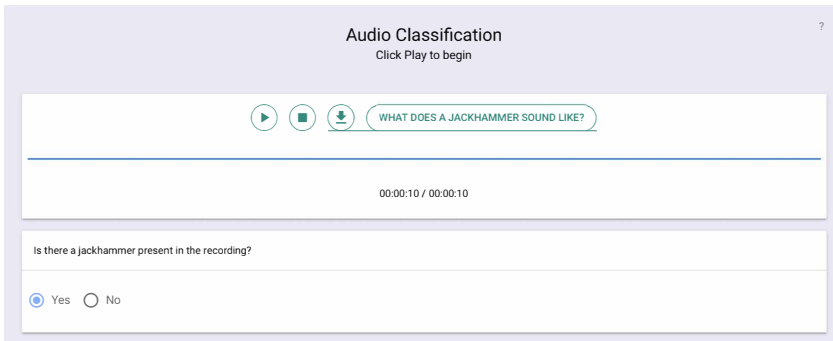 Audio Classification
?
Click Play to begin
WHAT DOES A JACKHAMMER SOUND LIKE?
00:00:10 / 00:00:10
Is there a jackhammer present in the recording?
Yes No